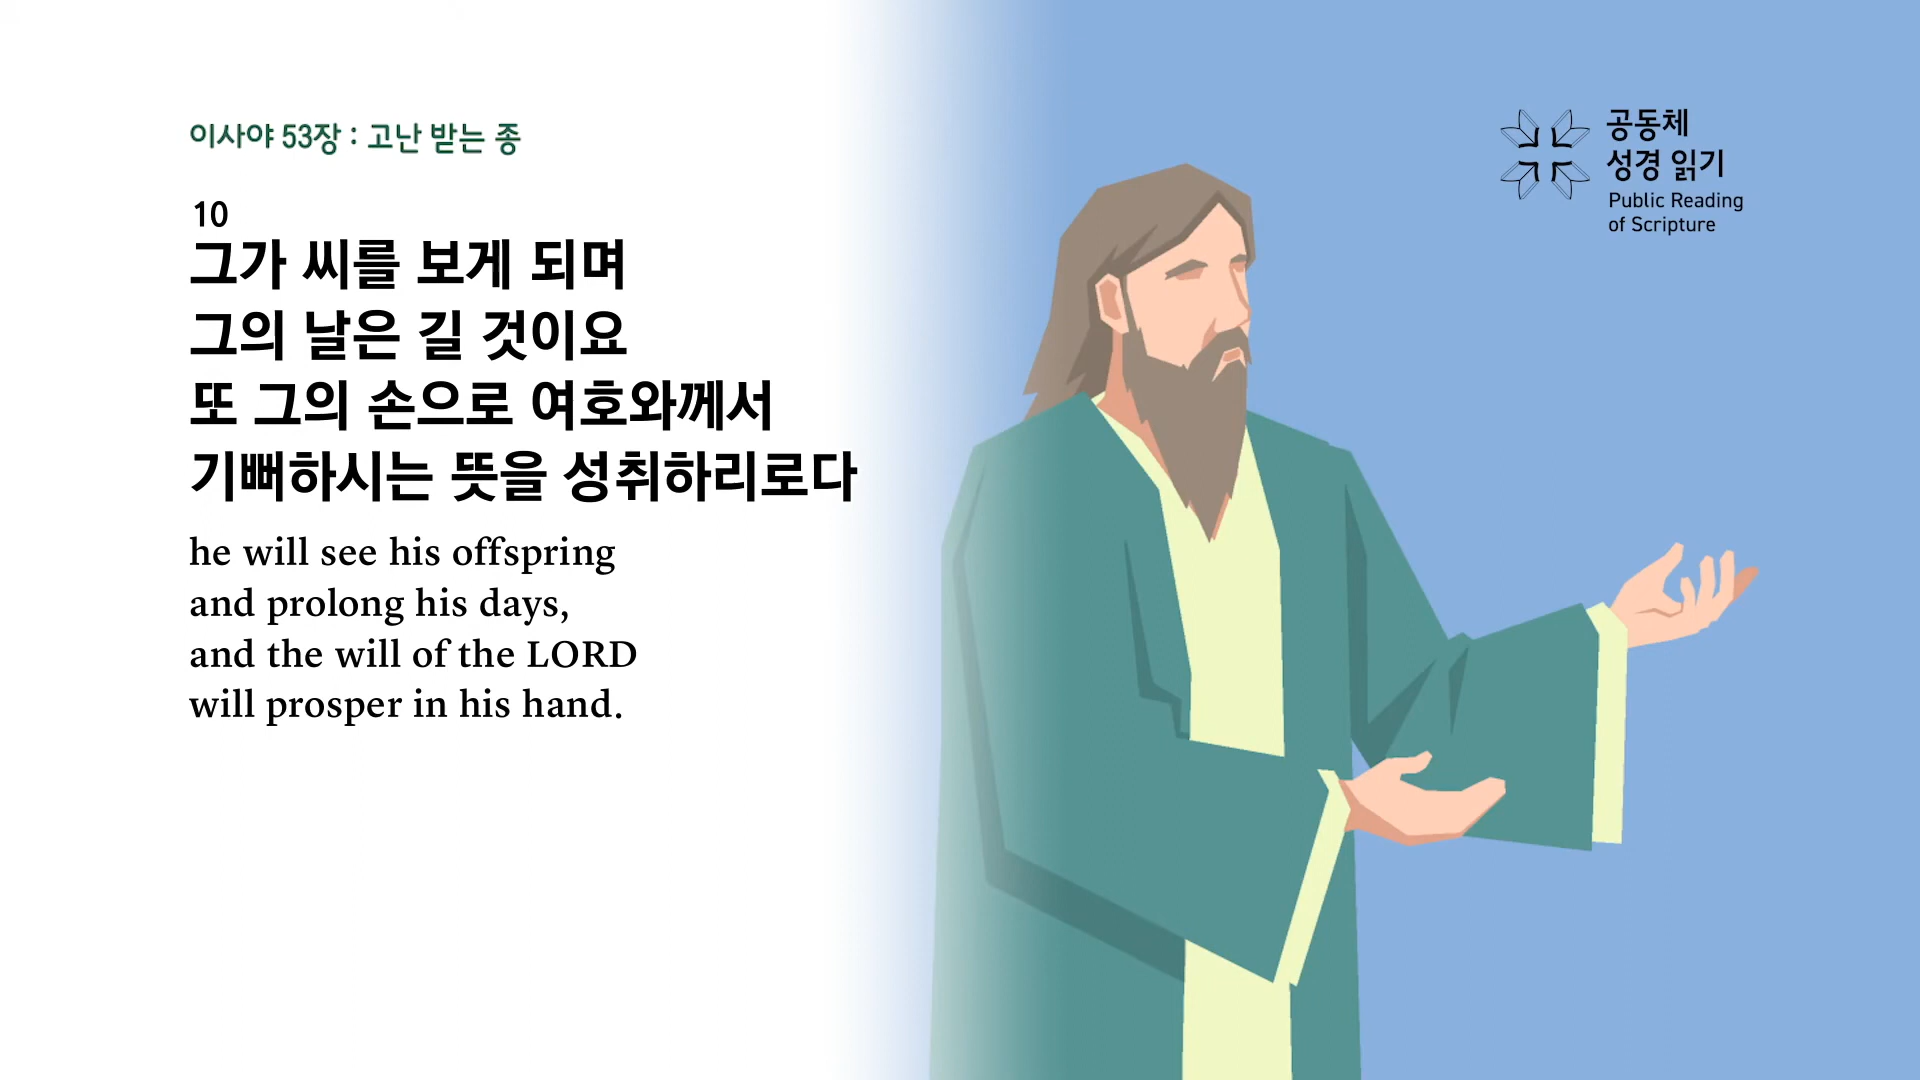 이사야 53장 : 고난 받는 종
10
그가 씨를 보게 되며
그의 날은 길 것이요
또 그의 손으로 여호와께서
기뻐하시는 뜻을 성취하리로다
he will see his offspring
and prolong his days,
and the will of the LORD
will prosper in his hand.
공동체
성경 읽기
Public Reading
of Scripture